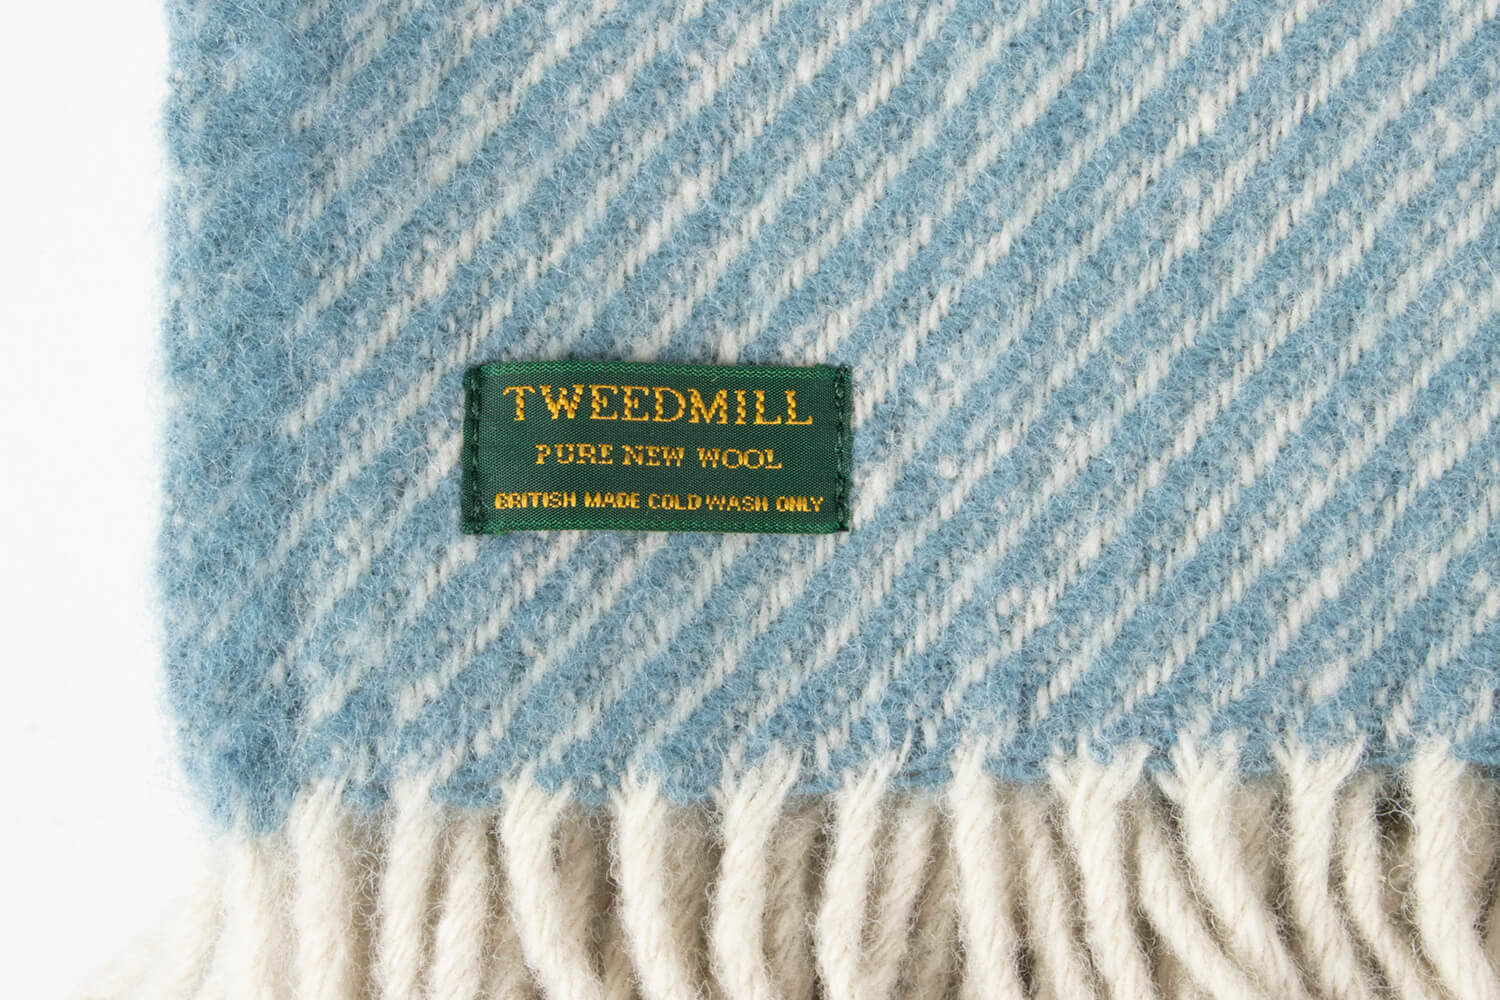 TWEEDMILL
PURE NEW WOOL
BRITISH MADE COLD WASH ONLY